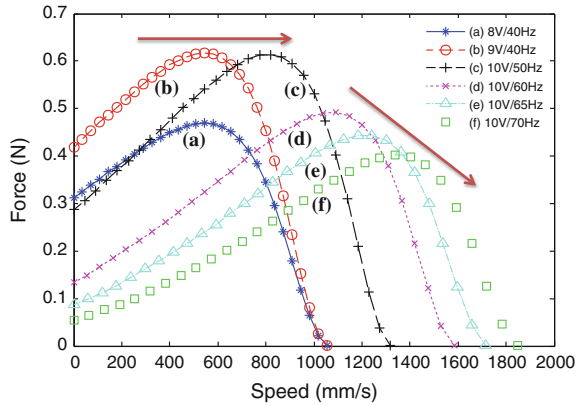 0.7
0.6
0.5
0.4
0.3
0.2
0.1
0
Force (N)
0 200 400 600 800 1000 1200 1400 1600 1800 2000
Speed (mm/s)
(a) 8V/40Hz
(b) 9V/40Hz
(c) 10V/50Hz
(d) 10V/60Hz
(e) 10V/65Hz
(f) 10V/70Hz
(b)
(c)
(a)
(d)
(e)
(f)